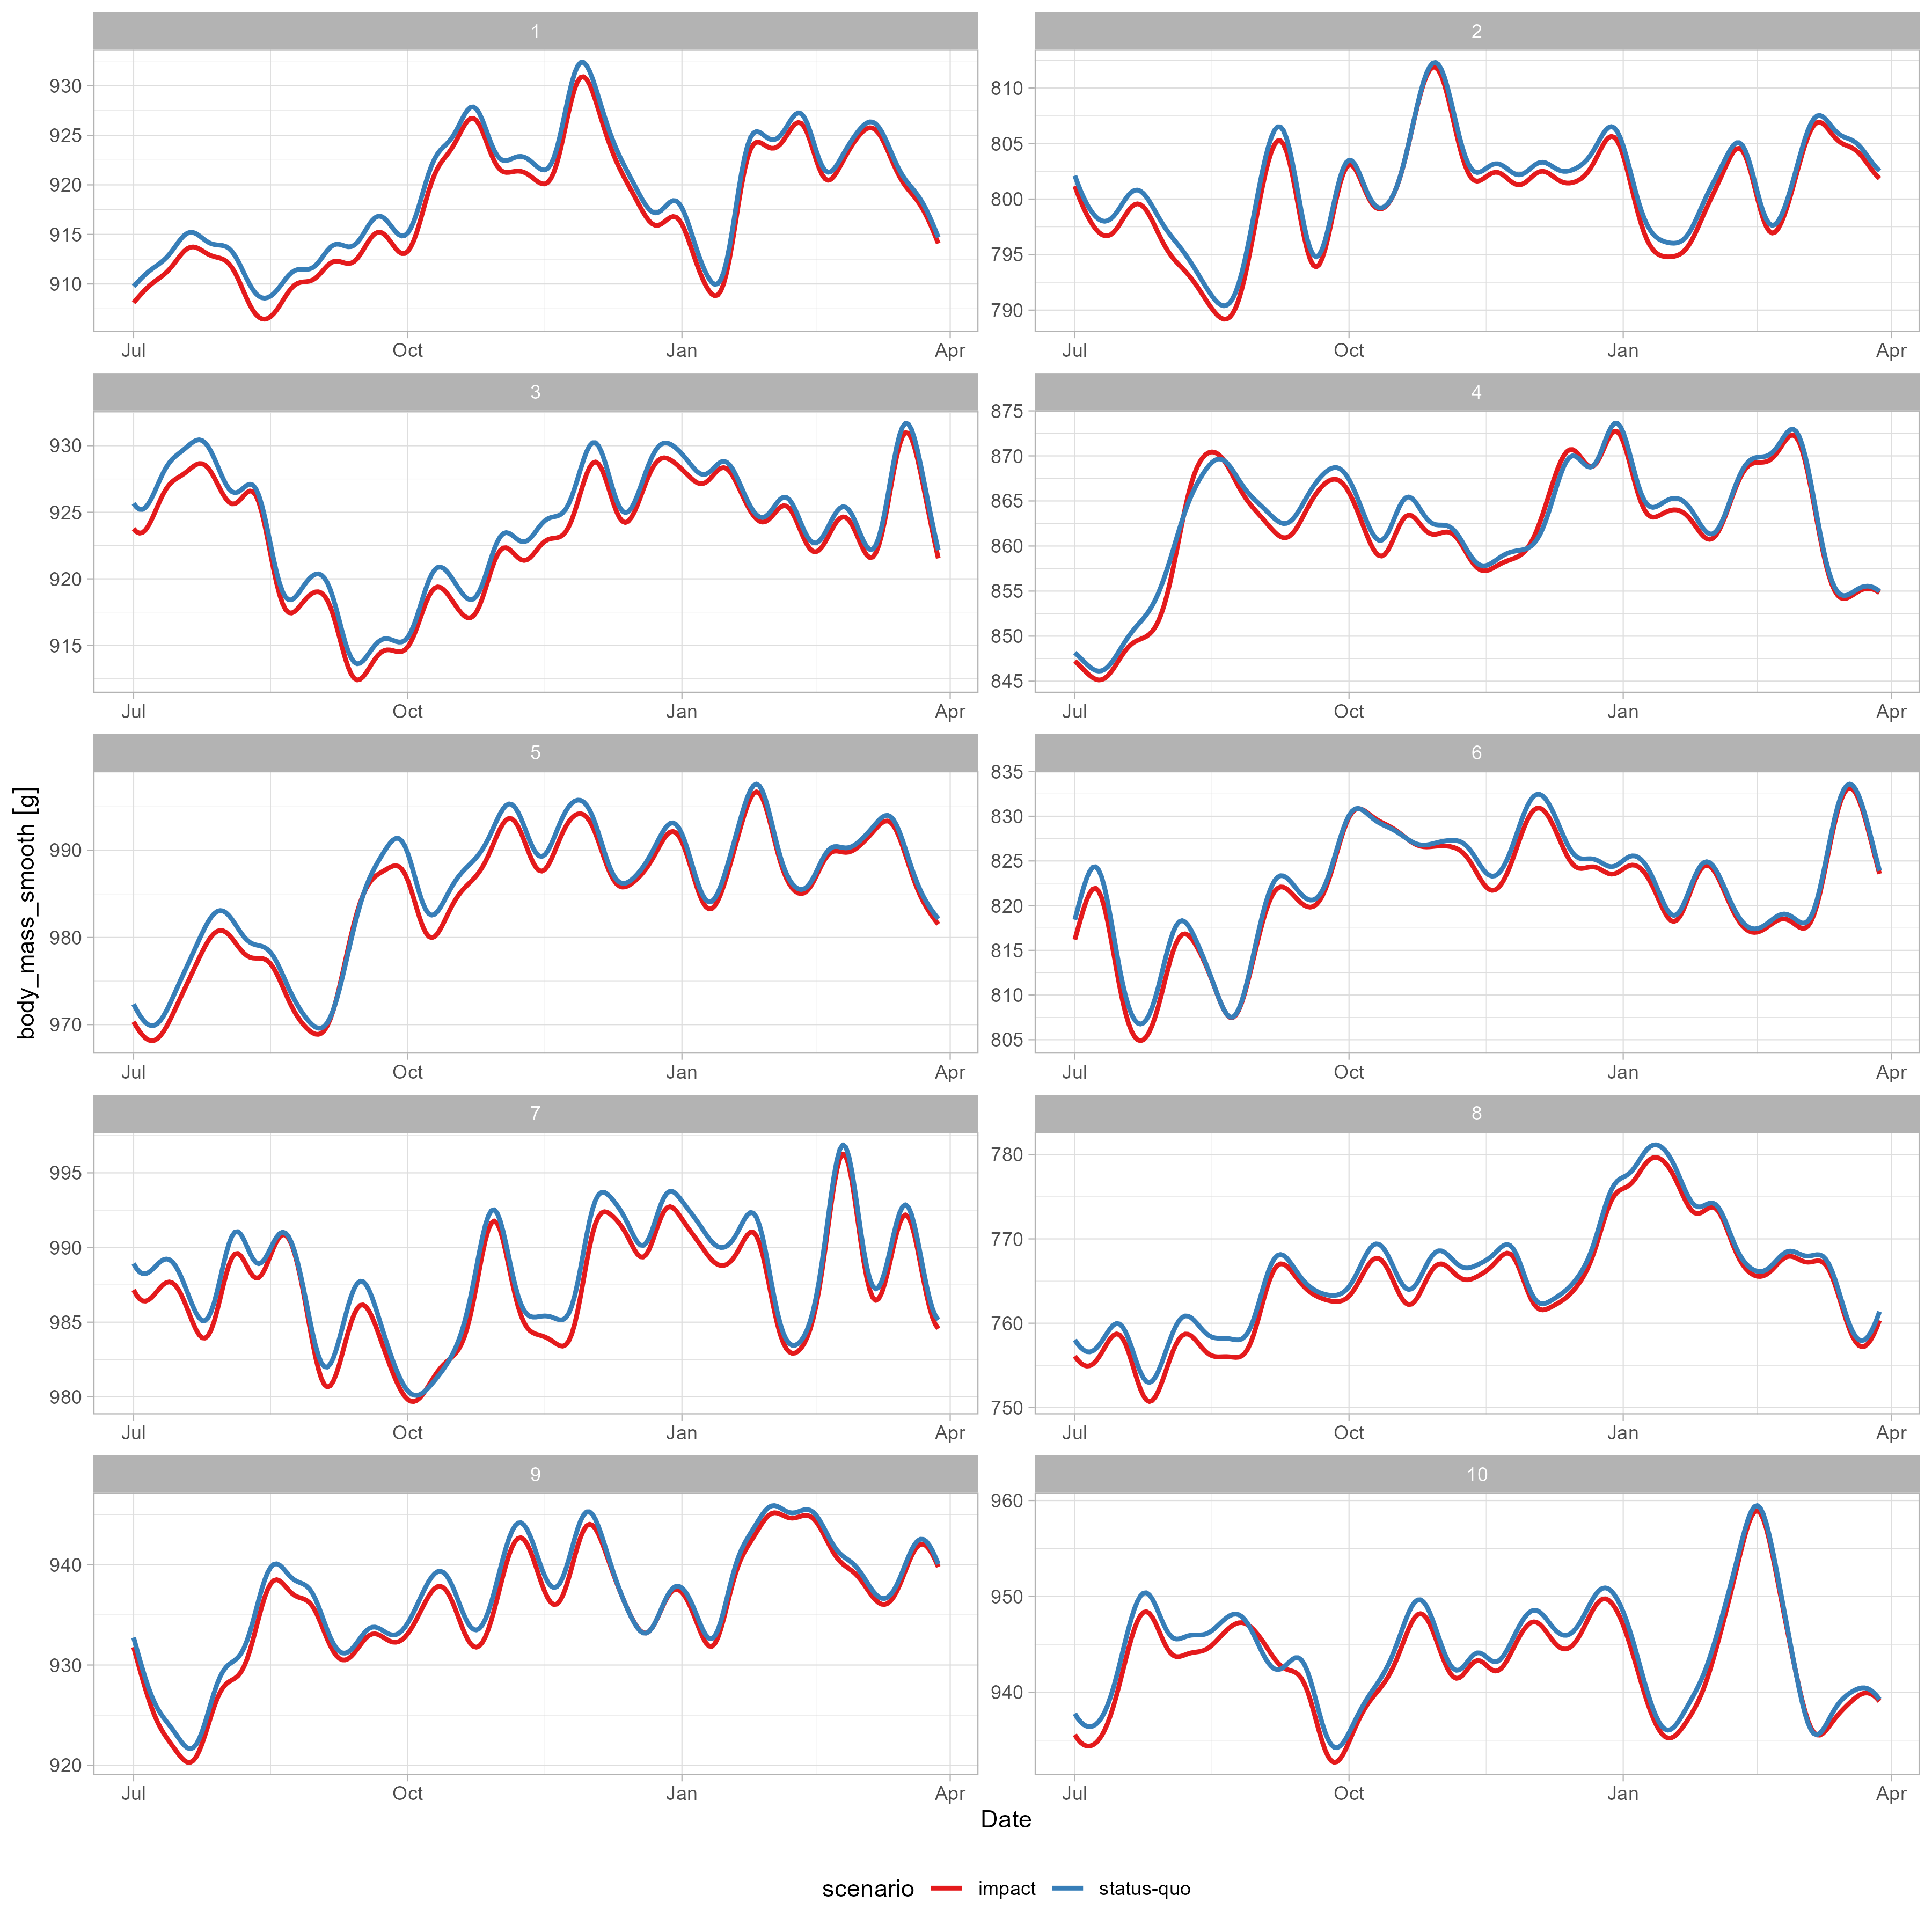 1
2
930
925
920
915
910
Jul
Oct
Jan
Apr
810
805
800
795
790
Jul
Oct
Jan
Apr
3
4
930
925
920
915
Jul
Oct
Jan
Apr
875
870
865
860
855
850
845
Jul
Oct
Jan
Apr
body_mass_smooth [g]
5
6
990
980
970
Jul
Oct
Jan
Apr
835
830
825
820
815
810
805
Jul
Oct
Jan
Apr
7
8
995
990
985
980
Jul
Oct
Jan
Apr
780
770
760
750
Jul
Oct
Jan
Apr
9
10
940
930
920
Jul
Oct
Jan
Apr
960
950
940
Jul
Oct
Jan
Apr
Date
scenario impact status-quo